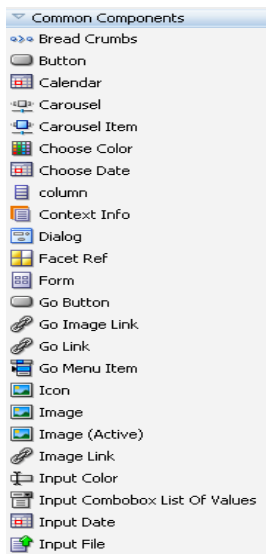 Common Components
Bread Crumbs
Button
Calendar
Carousel
Carousel Item
Choose Color
Choose Date
column
Context Info
Dialog
Facet Ref
Form
Go Button
Go Image Link
Go Link
Go Menu Item
Icon
Image
Image (Active)
Image Link
Input Color
Input Combobox List Of Values
Input Date
Input File